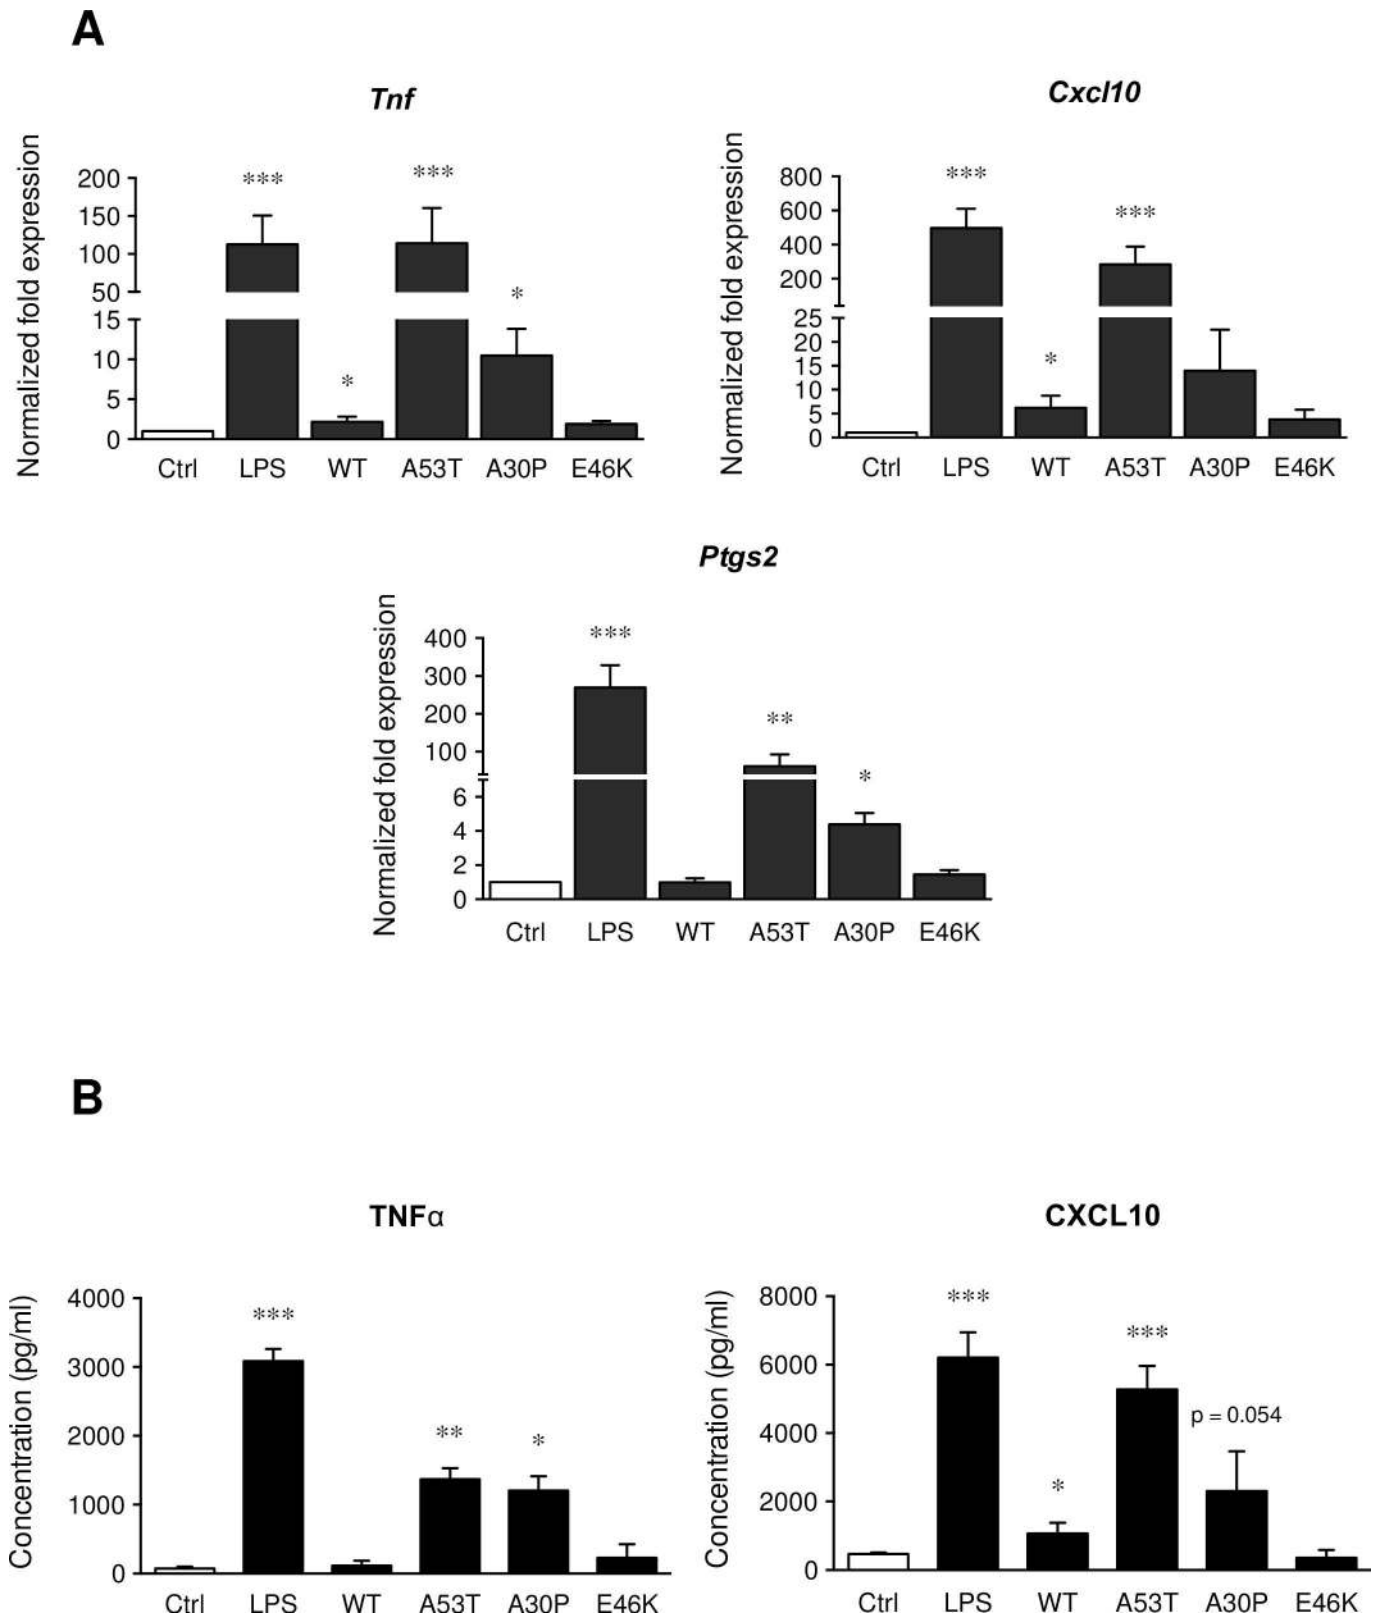 A
Tnf
Normalized fold expression
200
150
100
50
15
10
5
0
***
*
***
*
Ctrl LPS WT A53T A30P E46K
Cxcl10
Normalized fold expression
800
600
400
200
25
20
15
10
5
0
***
*
***
Ctrl LPS WT A53T A30P E46K
Ptgs2
Normalized fold expression
400
300
200
100
6
4
2
0
***
**
*
Ctrl LPS WT A53T A30P E46K
B
TNFα
Concentration (pg/ml)
4000
3000
2000
1000
0
***
**
*
Ctrl LPS WT A53T A30P E46K
CXCL10
Concentration (pg/ml)
8000
6000
4000
2000
0
***
*
***
p = 0.054
Ctrl LPS WT A53T A30P E46K